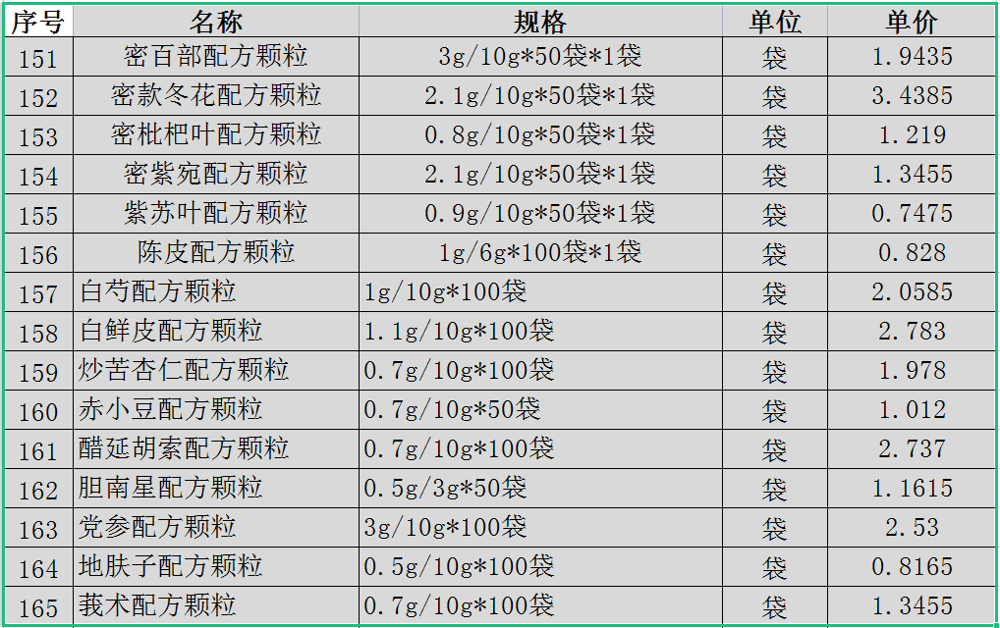 序号 名称 规格 单位 单价
151 密百部配方颗粒 3g/10g*50袋*1袋 袋 1.9435
152 密款冬花配方颗粒 2.1g/10g*50袋*1袋 袋 3.4385
153 密枇杷叶配方颗粒 0.8g/10g*50袋*1袋 袋 1.219
154 密紫宛配方颗粒 2.1g/10g*50袋*1袋 袋 1.3455
155 紫苏叶配方颗粒 0.9g/10g*50袋*1袋 袋 0.7475
156 陈皮配方颗粒 1g/6g*100袋*1袋 袋 0.828
157 白芍配方颗粒 1g/10g*100袋 袋 2.0585
158 白鲜皮配方颗粒 1.1g/10g*100袋 袋 2.783
159 炒苦杏仁配方颗粒 0.7g/10g*100袋 袋 1.978
160 赤小豆配方颗粒 0.7g/10g*50袋 袋 1.012
161 醋延胡索配方颗粒 0.7g/10g*100袋 袋 2.737
162 胆南星配方颗粒 0.5g/3g*50袋 袋 1.1615
163 党参配方颗粒 3g/10g*100袋 袋 2.53
164 地肤子配方颗粒 0.5g/10g*100袋 袋 0.8165
165 莪术配方颗粒 0.7g/10g*100袋 袋 1.3455